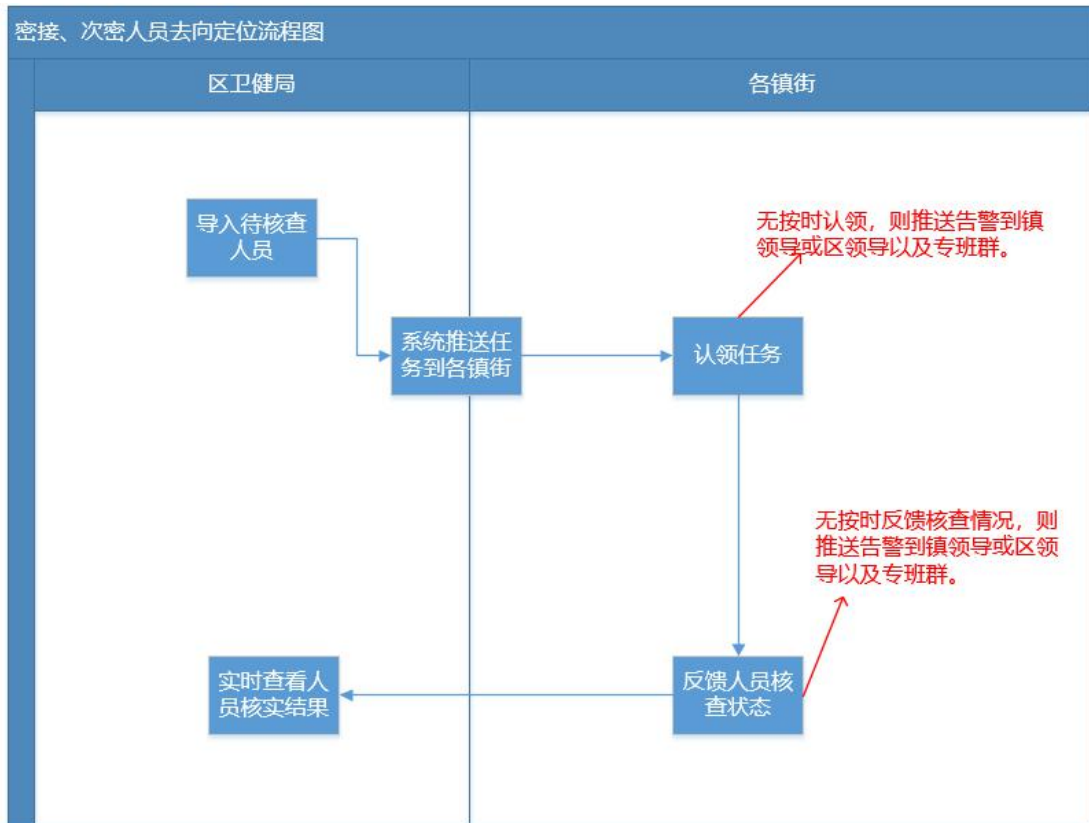 密接、次密人员去向定位流程图
区卫健局
各镇街
导入待核查
人员
无按时认领，则推送告警到镇
领导或区领导以及专班群。
系统推送任
务到各镇街
认领任务
无按时反馈核查情况，则
推送告警到镇领导或区领
导以及专班群。
实时查看人
员核实结果
反馈人员核
查状态